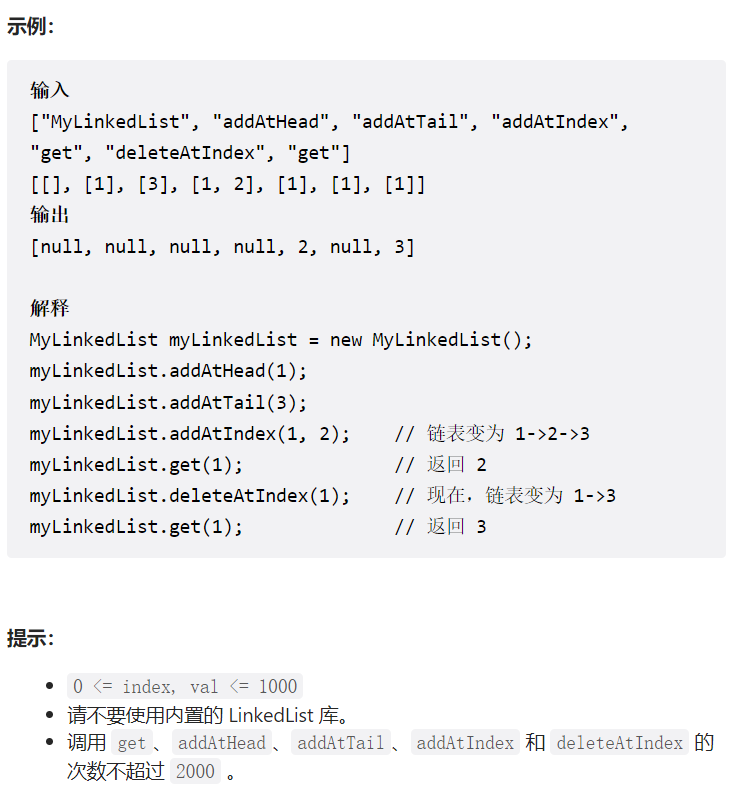 示例：
输入
["MyLinkedList", "addAtHead", "addAtTail", "addAtIndex",
"get", "deleteAtIndex", "get"]
[[], [1], [3], [1, 2], [1], [1], [1]]
输出
[null, null, null, null, 2, null, 3]
解释
MyLinkedList myLinkedList = new MyLinkedList();
myLinkedList.addAtHead(1);
myLinkedList.addAtTail(3);
myLinkedList.addAtIndex(1, 2);    // 链表变为 1->2->3
myLinkedList.get(1);              // 返回 2
myLinkedList.deleteAtIndex(1);    // 现在，链表变为 1->3
myLinkedList.get(1);              // 返回 3
提示：
• 0 <= index, val <= 1000
• 请不要使用内置的 LinkedList 库。
• 调用 get、addAtHead、addAtTail、addAtIndex 和 deleteAtIndex 的
次数不超过 2000 。